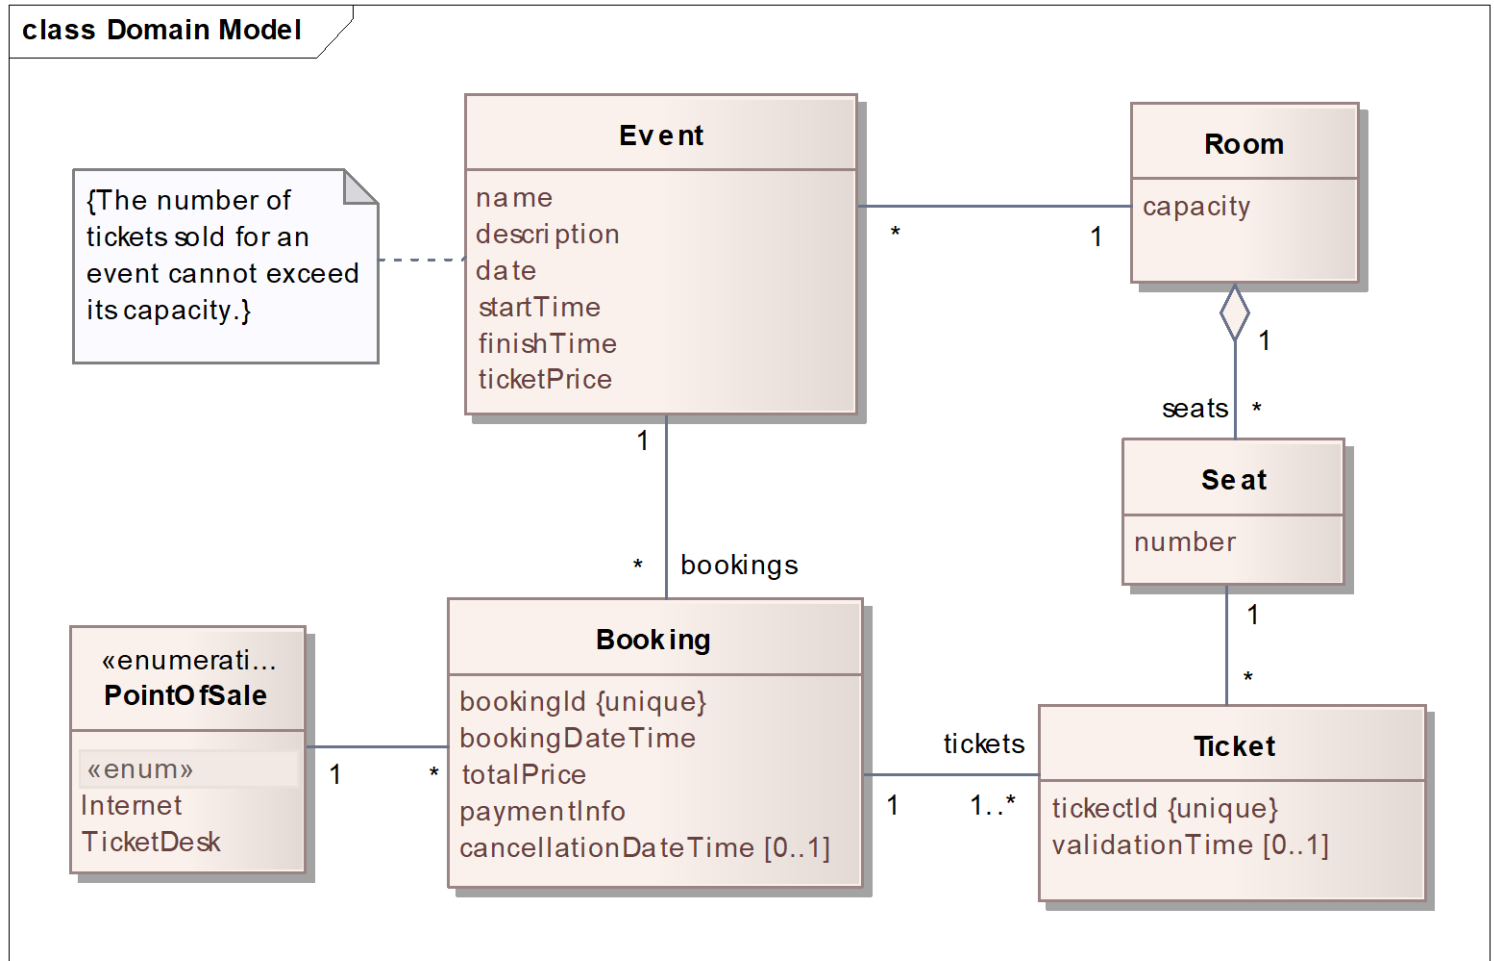 class Domain Model
Event
name
description
date
startTime
finishTime
ticketPrice
Room
capacity
{The number of
tickets sold for an
event cannot exceed
its capacity.}
*
1
1
seats
*
Seat
number
1
*
1
*
bookings
Booking
bookingId {unique}
bookingDateTime
totalPrice
paymentInfo
cancellationDateTime [0..1]
«enumerati...
PointOfSale
«enum»
Internet
TicketDesk
1
*
tickets
1
1..*
Ticket
tickectId {unique}
validationTime [0..1]